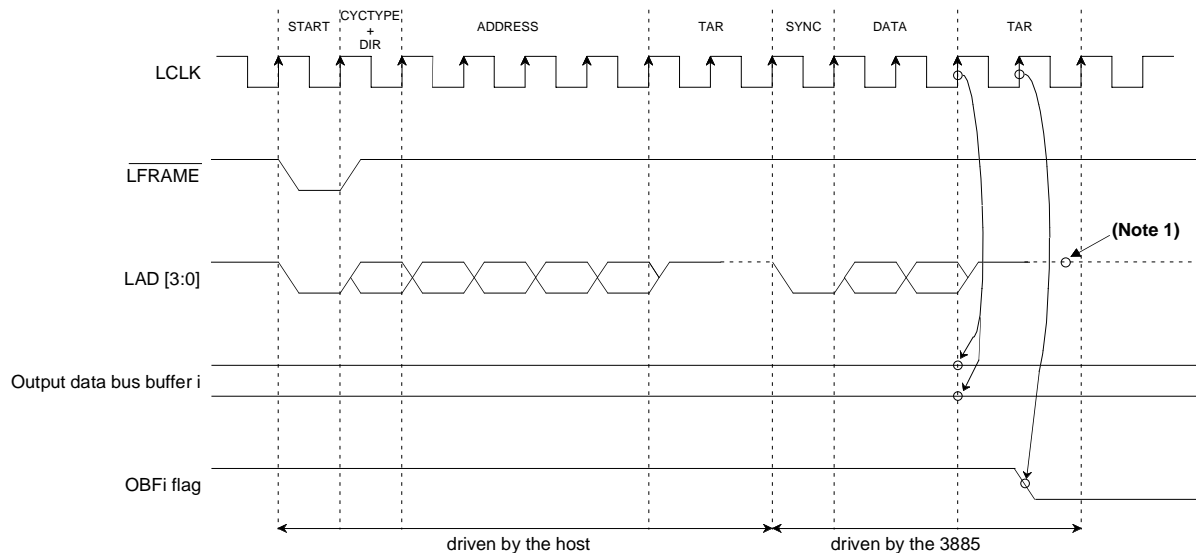 START
CYCTYPE
+
DIR
ADDRESS
TAR
SYNC
DATA
TAR
LCLK
LFRAME
(Note 1)
LAD [3:0]
Output data bus buffer i
OBFi flag
driven by the host
driven by the 3885